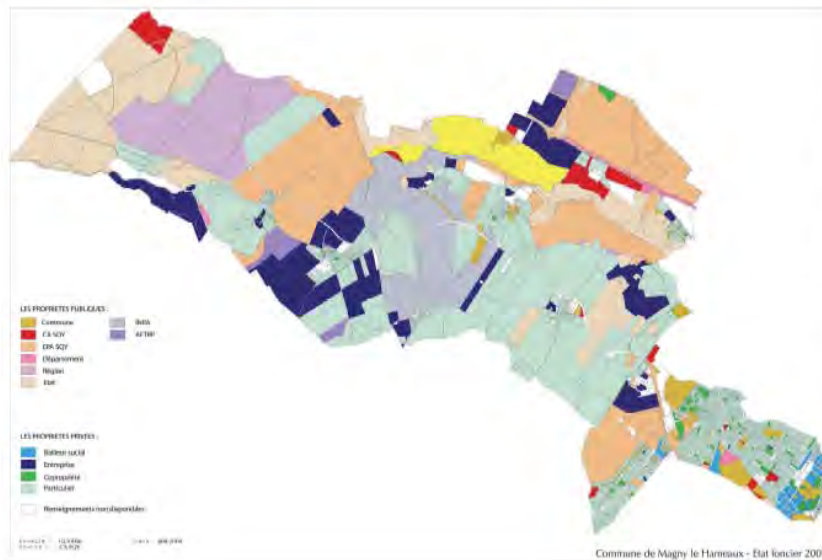 LES PROPRIETES PUBLIQUES :
Commune
CA SQY
EPA SQY
Département
Région
Etat
INRA
AFTRP
LES PROPRIETES PRIVEES :
Bailleur social
Entreprise
Copropriété
Particulier
Renseignements non disponibles
Commune de Magny le Hameaux - Etat foncier 200